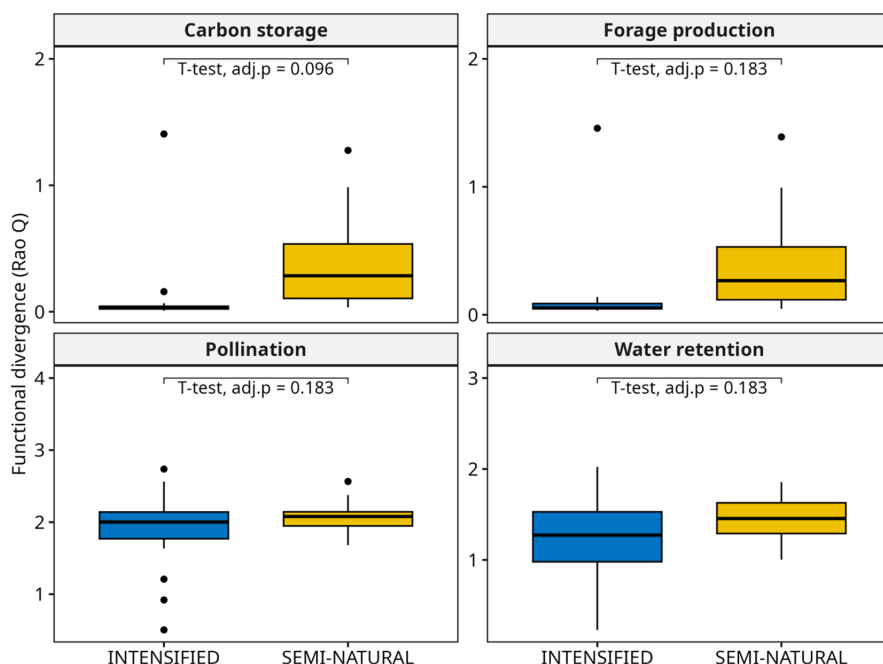 Carbon storage
Forage production
2
T-test, adj.p = 0.096
1
0
2
T-test, adj.p = 0.183
1
0
Functional divergence (Rao Q)
Pollination
Water retention
4
T-test, adj.p = 0.183
3
2
1
3
T-test, adj.p = 0.183
2
1
INTENSIFIED
SEMI-NATURAL
INTENSIFIED
SEMI-NATURAL